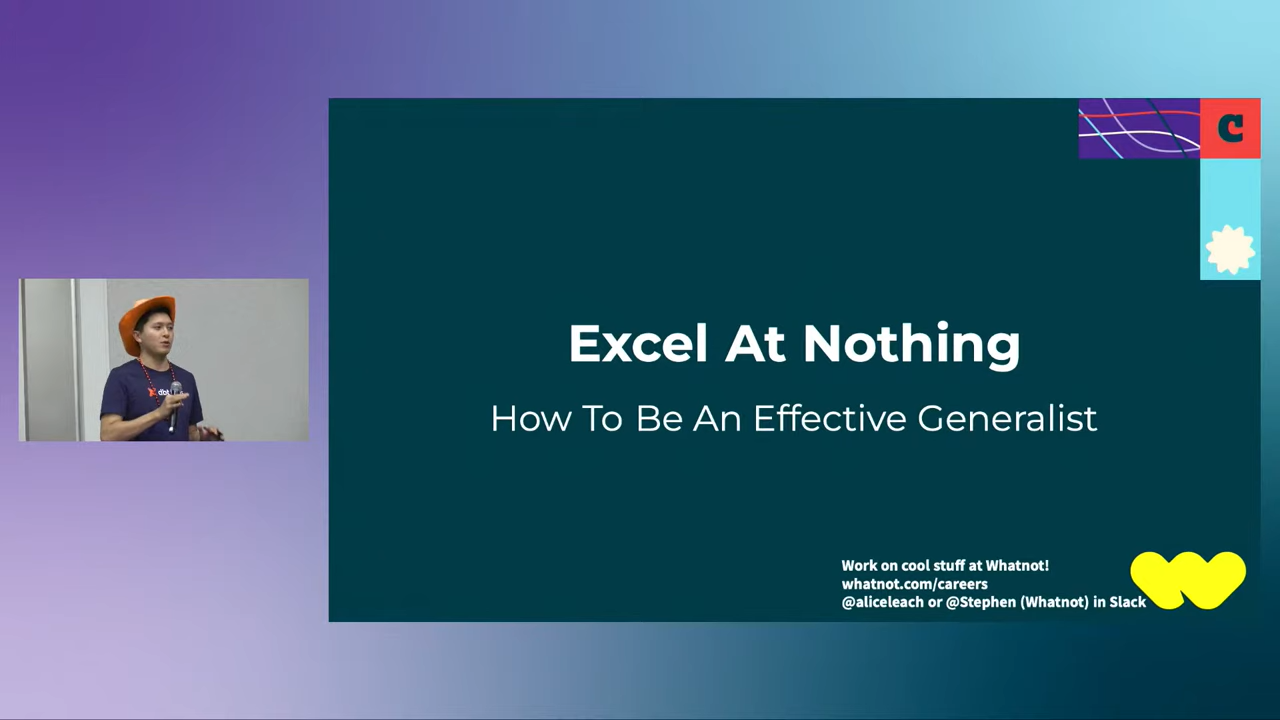 C
Excel At Nothing
How To Be An Effective Generalist
dbt
Work on cool stuff at Whatnot!
whatnot.com/careers
@aliceleach or @Stephen (Whatnot) in Slack